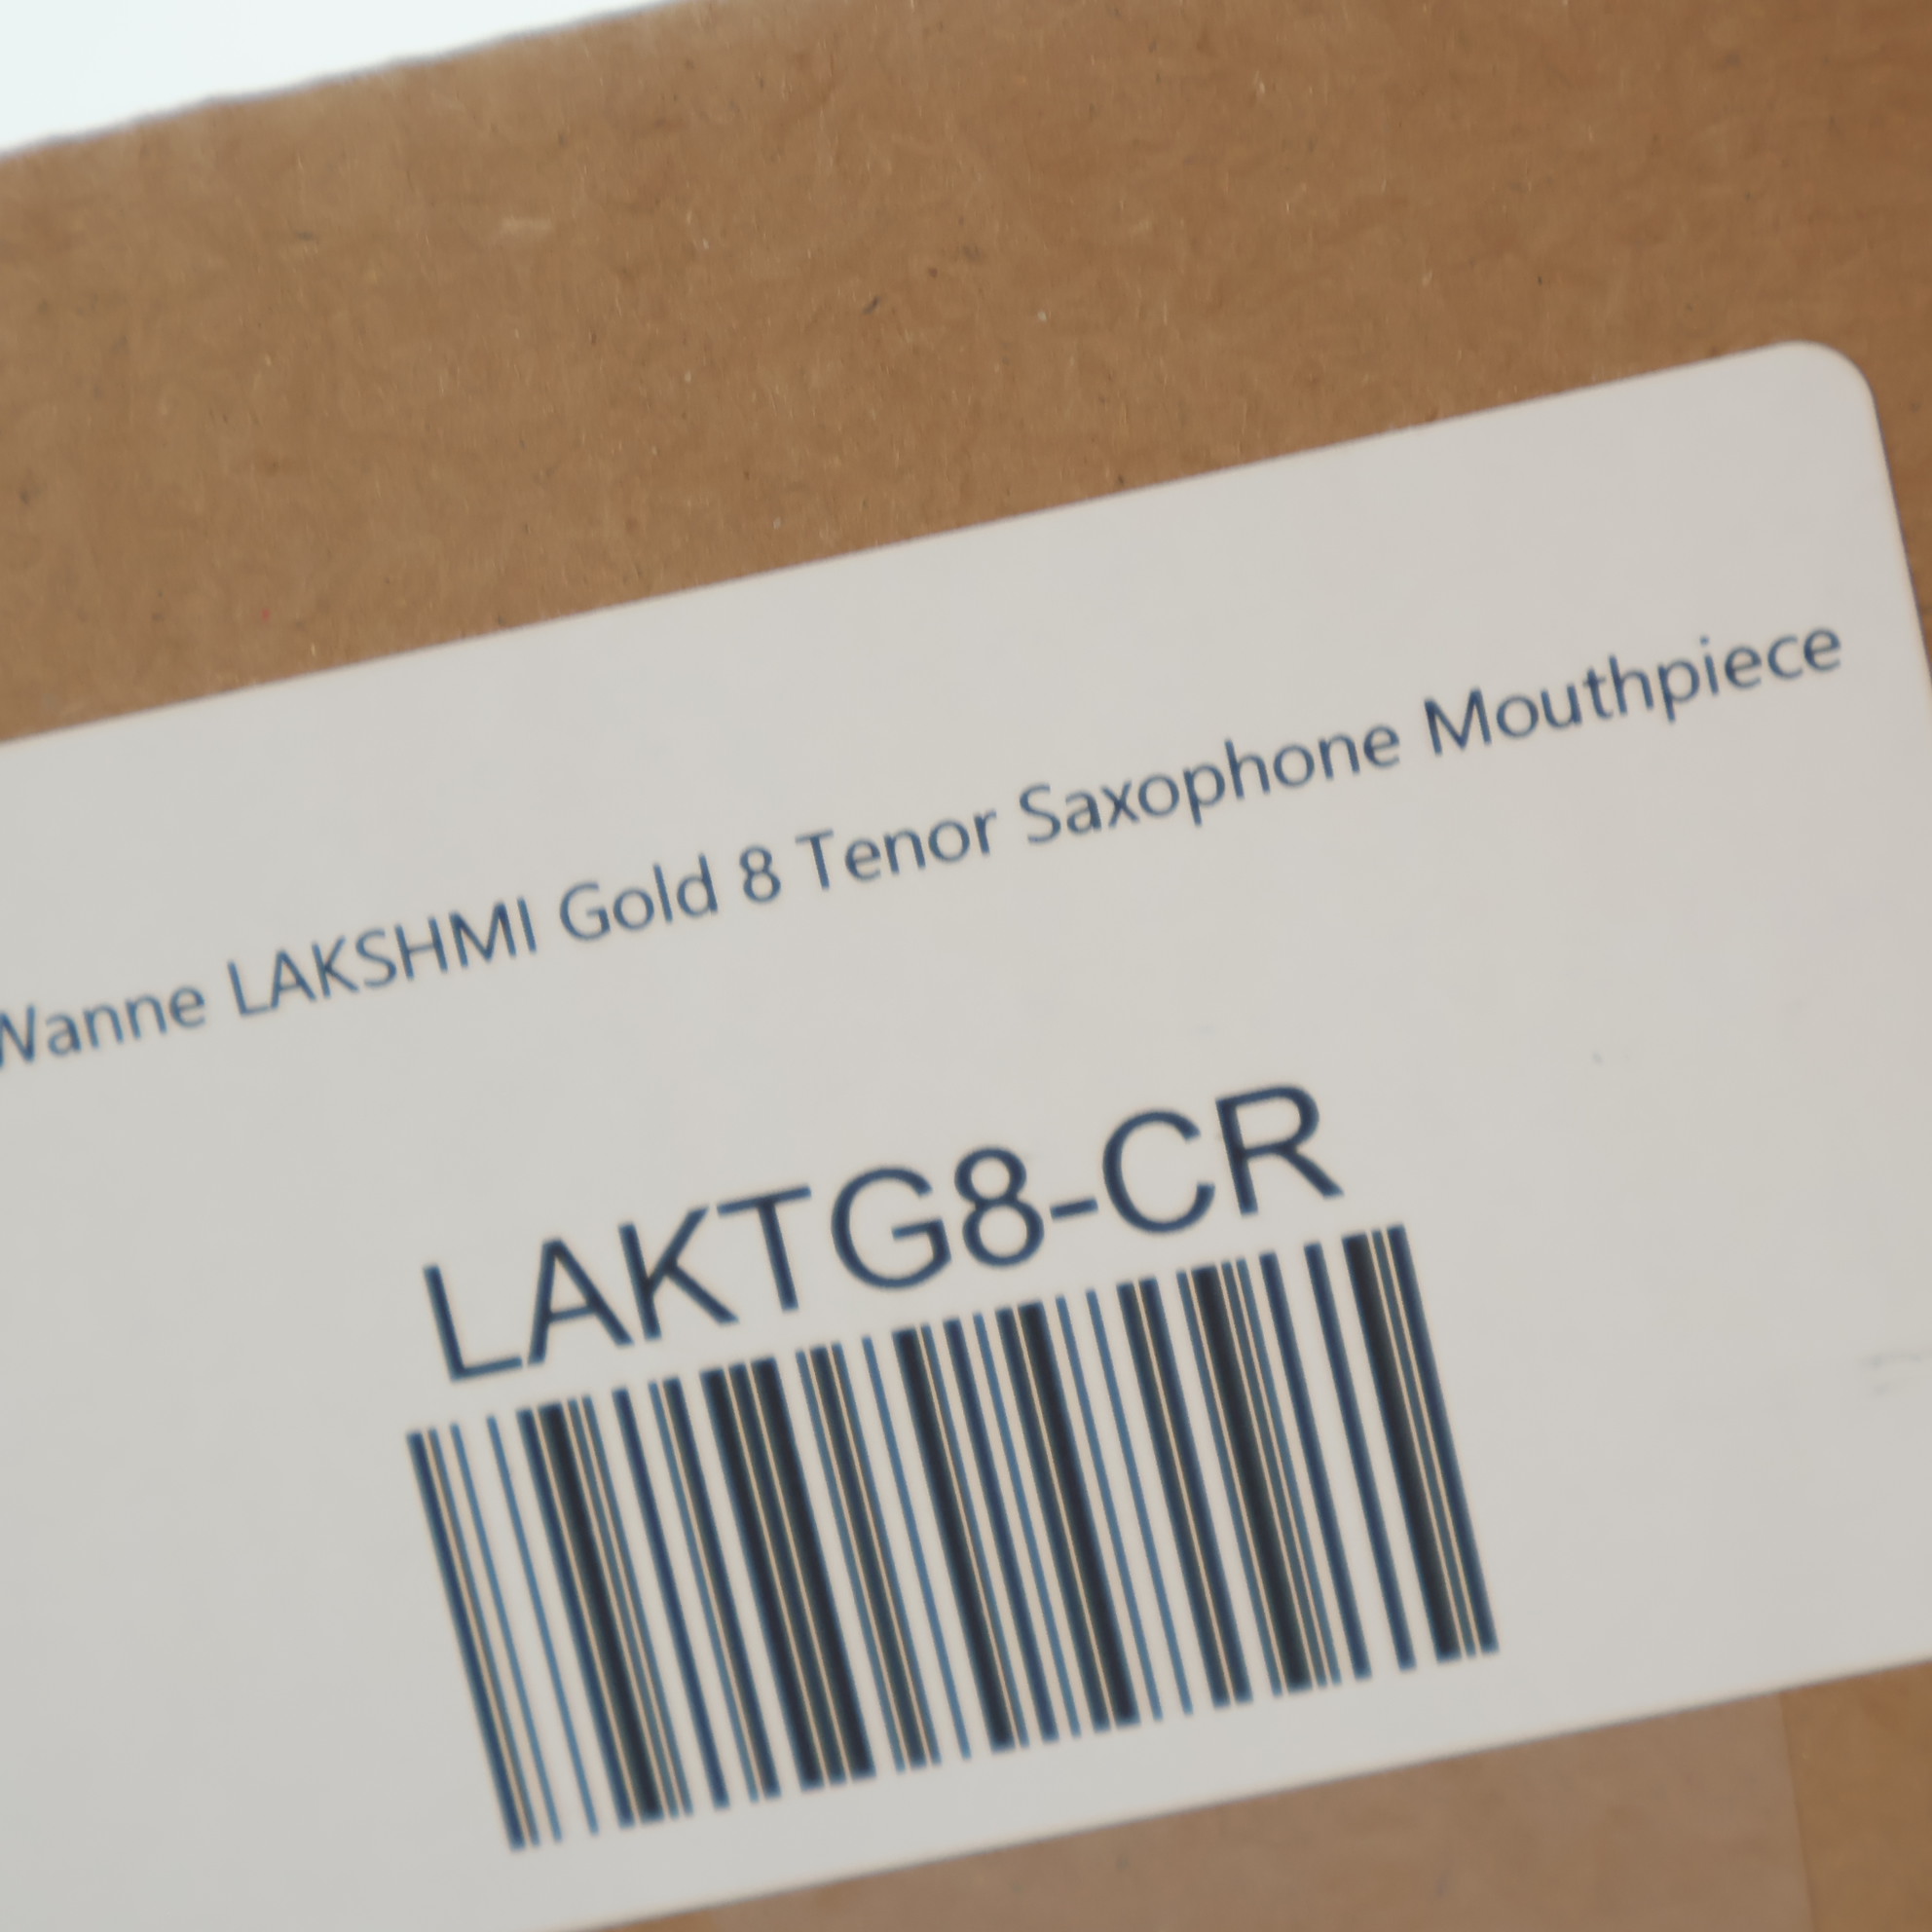 Wanne LAKSHMI Gold 8 Tenor Saxophone Mouthpiece
LAKTG8-CR